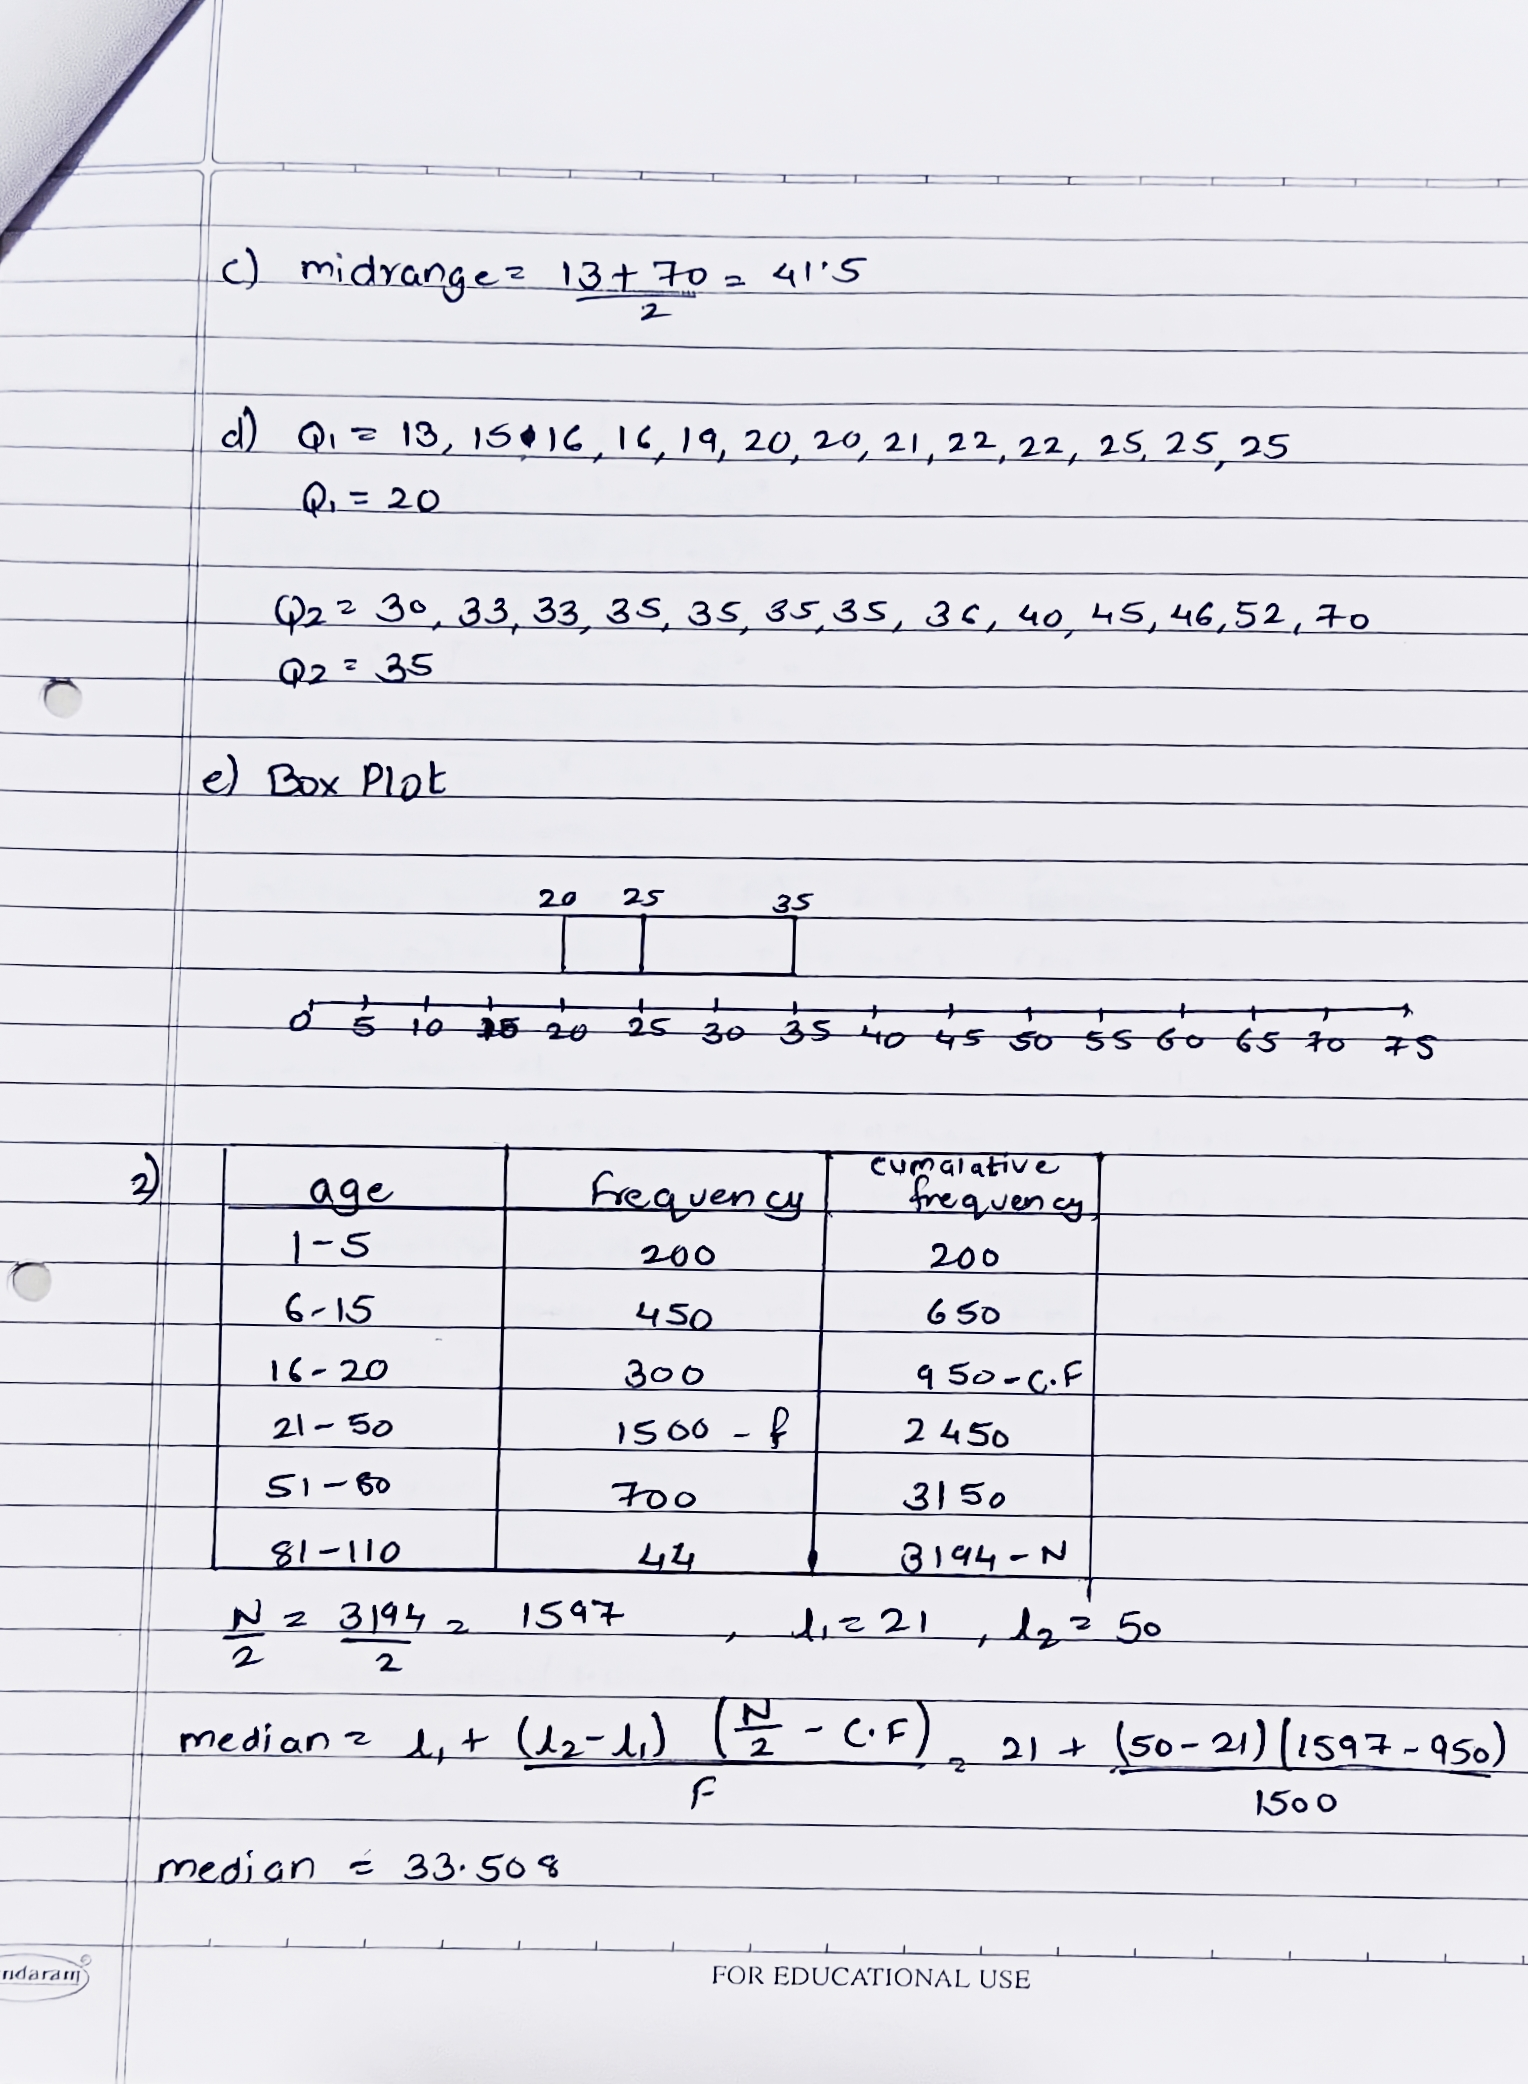 c) midrange = 13 + 70 = 41.5
2
d) Q1 = 13, 15, 16, 16, 19, 20, 20, 21, 22, 22, 25, 25, 25
Q1 = 20
Q2 = 30, 33, 33, 35, 35, 35, 35, 36, 40, 45, 46, 52, 70
Q2 = 35
e) Box Plot
20 25 35
0 5 10 15 20 25 30 35 40 45 50 55 60 65 70 75
2) age frequency cumalative frequency
1-5 200 200
6-15 450 650
16-20 300 950 - C.F
21-50 1500 - f 2450
51-80 700 3150
81-110 44 3194 - N
N/2 = 3194/2 = 1597, l1 = 21, l2 = 50
median = l1 + (l2-l1) (N/2 - C.F)/F = 21 + (50-21)(1597-950)/1500
median = 33.508
ndaram
FOR EDUCATIONAL USE